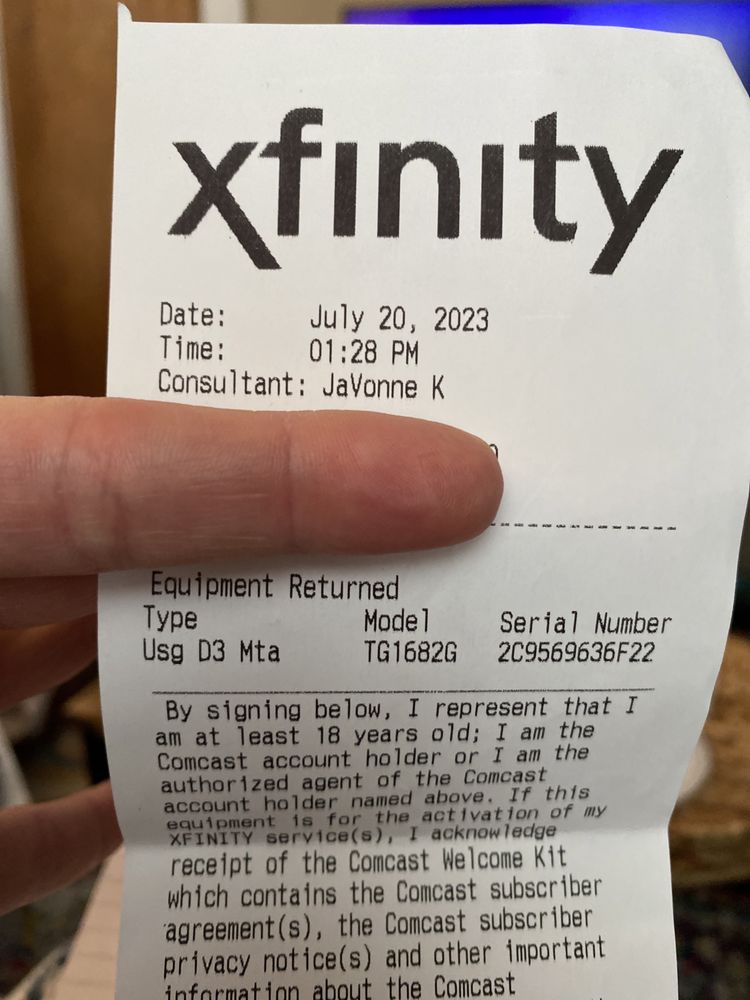 xfinity
Date: July 20, 2023
Time: 01:28 PM
Consultant: JaVonne K
Equipment Returned
Type Model Serial Number
Usg D3 Mta TG1682G 2C9569636F22
By signing below, I represent that I
am at least 18 years old; I am the
Comcast account holder or I am the
authorized agent of the Comcast
account holder named above. If this
equipment is for the activation of my
XFINITY service(s), I acknowledge
receipt of the Comcast Welcome Kit
which contains the Comcast subscriber
agreement(s), the Comcast subscriber
privacy notice(s) and other important
information about the Comcast